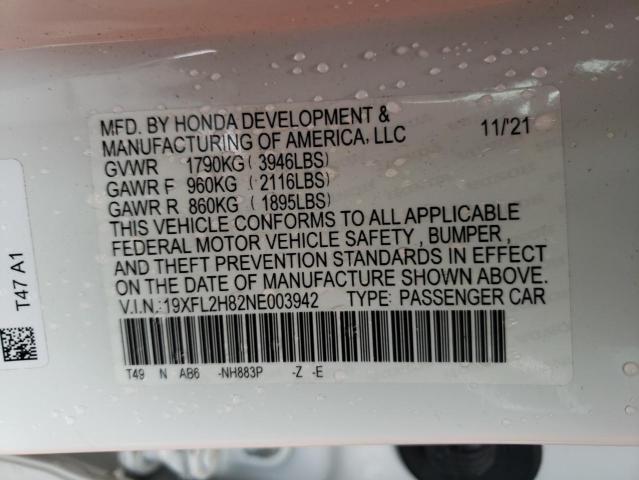 MFD. BY HONDA DEVELOPMENT &
MANUFACTURING OF AMERICA, LLC 11/'21
GVWR 1790KG (3946LBS)
GAWR F 960KG (2116LBS)
GAWR R 860KG (1895LBS)
THIS VEHICLE CONFORMS TO ALL APPLICABLE
FEDERAL MOTOR VEHICLE SAFETY , BUMPER ,
AND THEFT PREVENTION STANDARDS IN EFFECT
ON THE DATE OF MANUFACTURE SHOWN ABOVE.
V.I.N.:19XFL2H82NE003942 TYPE: PASSENGER CAR
T49 N AB6 -NH883P -Z -E
T47 A1